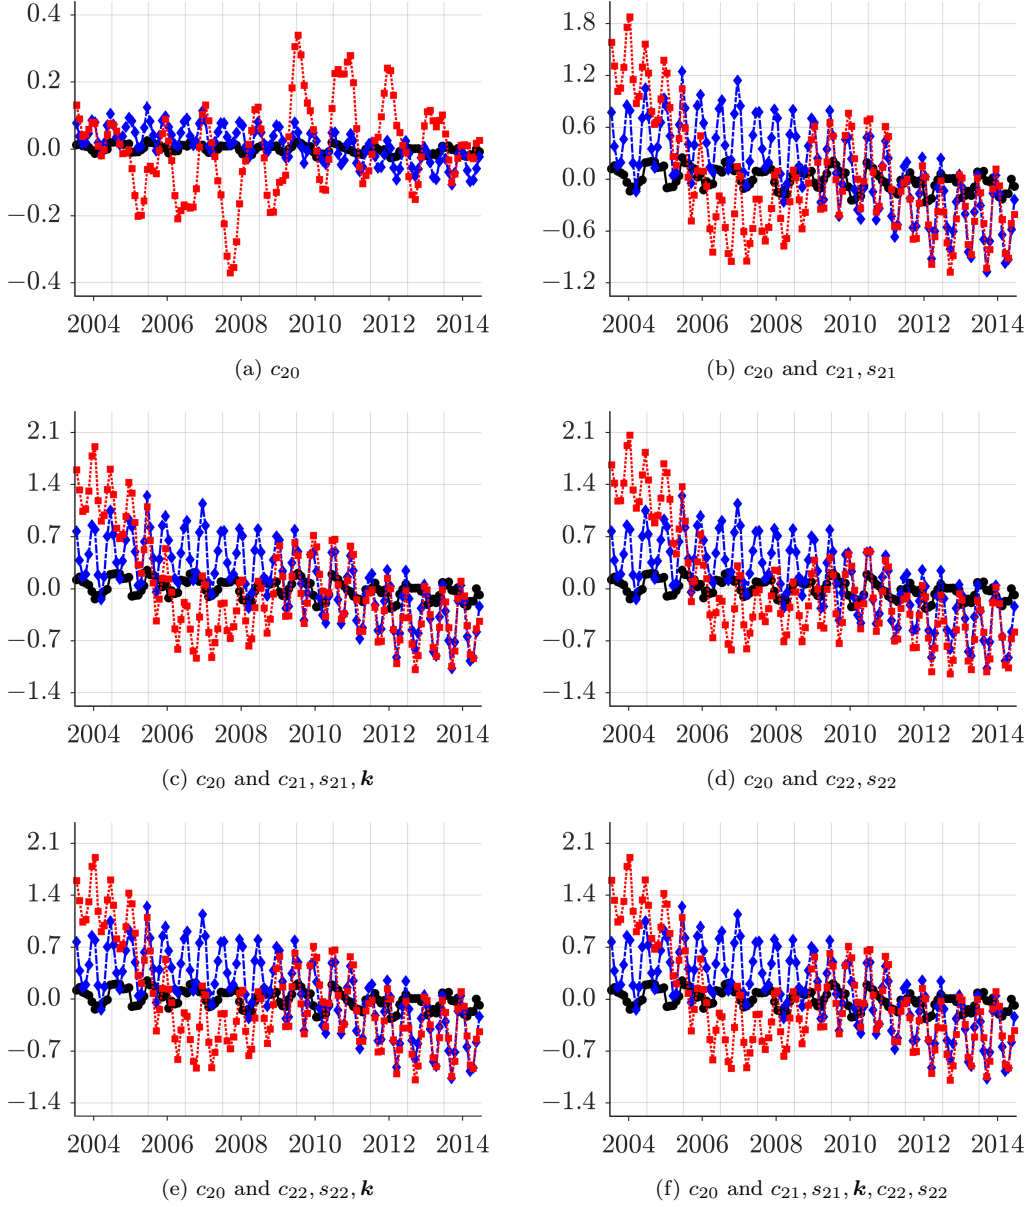 0.4
0.2
0.0
−0.2
−0.4
2004 2006 2008 2010 2012 2014
(a) c₂₀
1.8
1.2
0.6
0.0
−0.6
−1.2
2004 2006 2008 2010 2012 2014
(b) c₂₀ and c₂₁, s₂₁
2.1
1.4
0.7
0.0
−0.7
−1.4
2004 2006 2008 2010 2012 2014
(c) c₂₀ and c₂₁, s₂₁, k
2.1
1.4
0.7
0.0
−0.7
−1.4
2004 2006 2008 2010 2012 2014
(d) c₂₀ and c₂₂, s₂₂
2.1
1.4
0.7
0.0
−0.7
−1.4
2004 2006 2008 2010 2012 2014
(e) c₂₀ and c₂₂, s₂₂, k
2.1
1.4
0.7
0.0
−0.7
−1.4
2004 2006 2008 2010 2012 2014
(f) c₂₀ and c₂₁, s₂₁, k, c₂₂, s₂₂